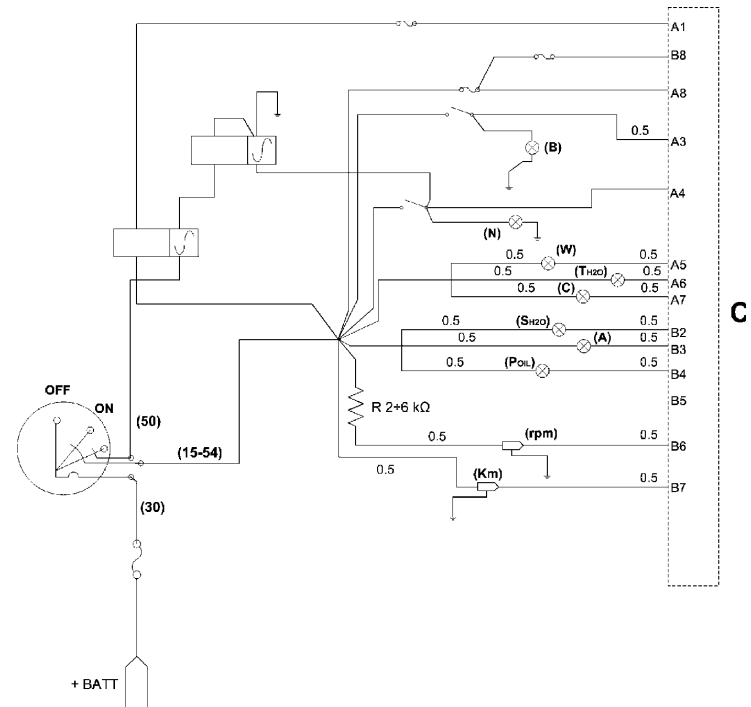 A1
B8
A8
0.5
A3
(B)
A4
(N)
(W)
0.5 0.5
A5
0.5 (TH2O) 0.5
A6
0.5 (C) 0.5
A7
C
0.5 (SH2O) 0.5
B2
0.5 (A) 0.5
B3
0.5 (POIL) 0.5
B4
OFF
ON
R 2÷6 kΩ
B5
(50)
0.5 (rpm) 0.5
B6
(15-54)
0.5 (Km) 0.5
B7
(30)
+ BATT